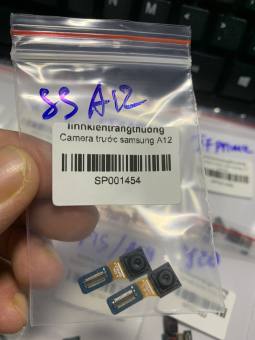 SS A12
linhkientrangthuong
Camera trước samsung A12
SP001454